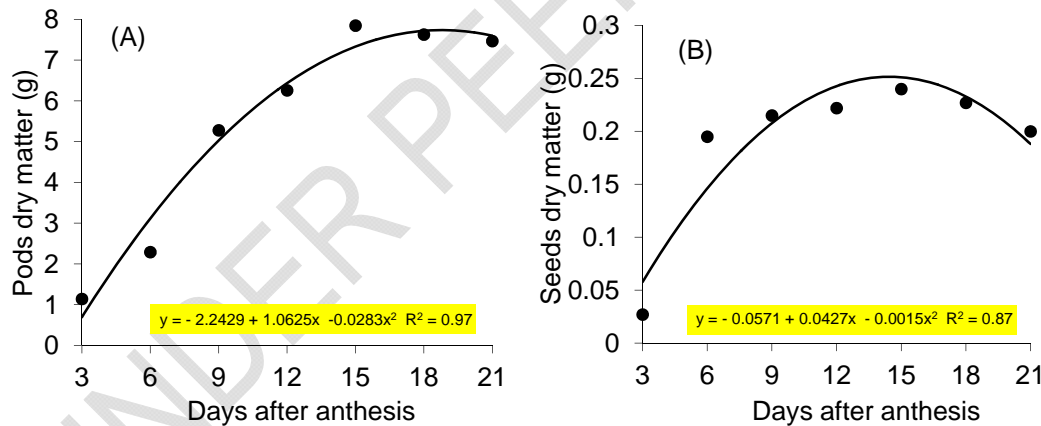 (A)
Pods dry matter (g)
8
7
6
5
4
3
2
1
0
3 6 9 12 15 18 21
Days after anthesis
y = - 2.2429 + 1.0625x -0.0283x² R² = 0.97
(B)
Seeds dry matter (g)
0.3
0.25
0.2
0.15
0.1
0.05
0
3 6 9 12 15 18 21
Days after anthesis
y = - 0.0571 + 0.0427x - 0.0015x² R² = 0.87
UNDER PEE